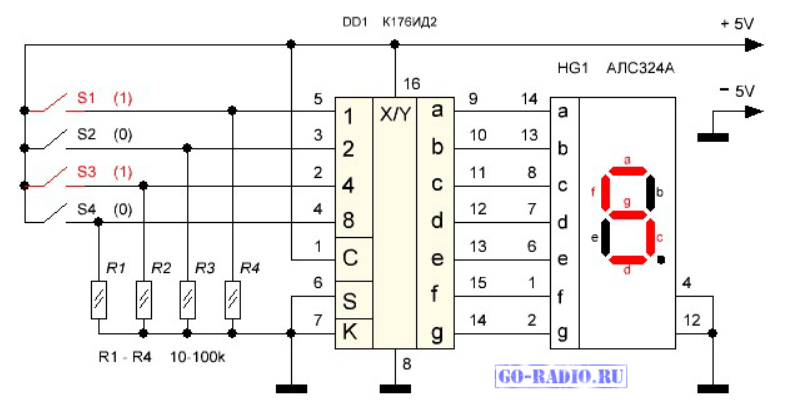 DD1 К176ИД2
+ 5V
16
HG1 АЛС324А
− 5V
S1 (1) 5 1 X/Y a 9 14 a
S2 (0) 3 2 b 10 13 b
S3 (1) 2 4 c 11 8 c
S4 (0) 4 8 d 12 7 d
1 C e 13 6 e
6 S f 15 1 f 4
7 K g 14 2 g 12
8
a
f b
g
e c
d
R1 R2 R3 R4
R1 - R4 10-100k
GO-RADIO.RU